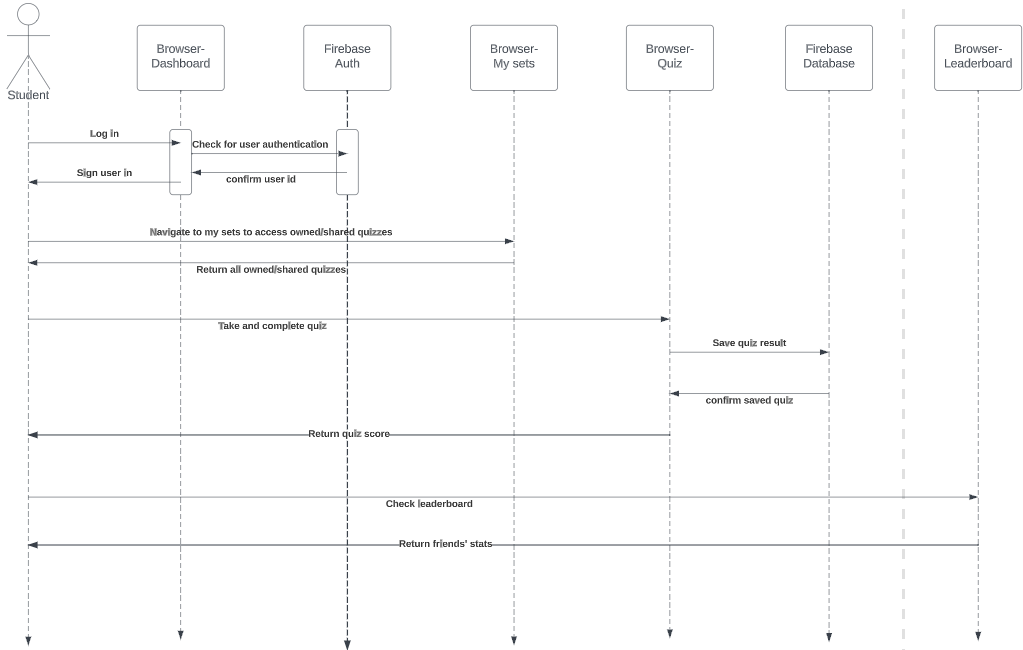 Browser-
Dashboard
Firebase
Auth
Browser-
My sets
Browser-
Quiz
Firebase
Database
Browser-
Leaderboard
Student
Log in
Check for user authentication
Sign user in
confirm user id
Navigate to my sets to access owned/shared quizzes
Return all owned/shared quizzes
Take and complete quiz
Save quiz result
confirm saved quiz
Return quiz score
Check leaderboard
Return friends' stats